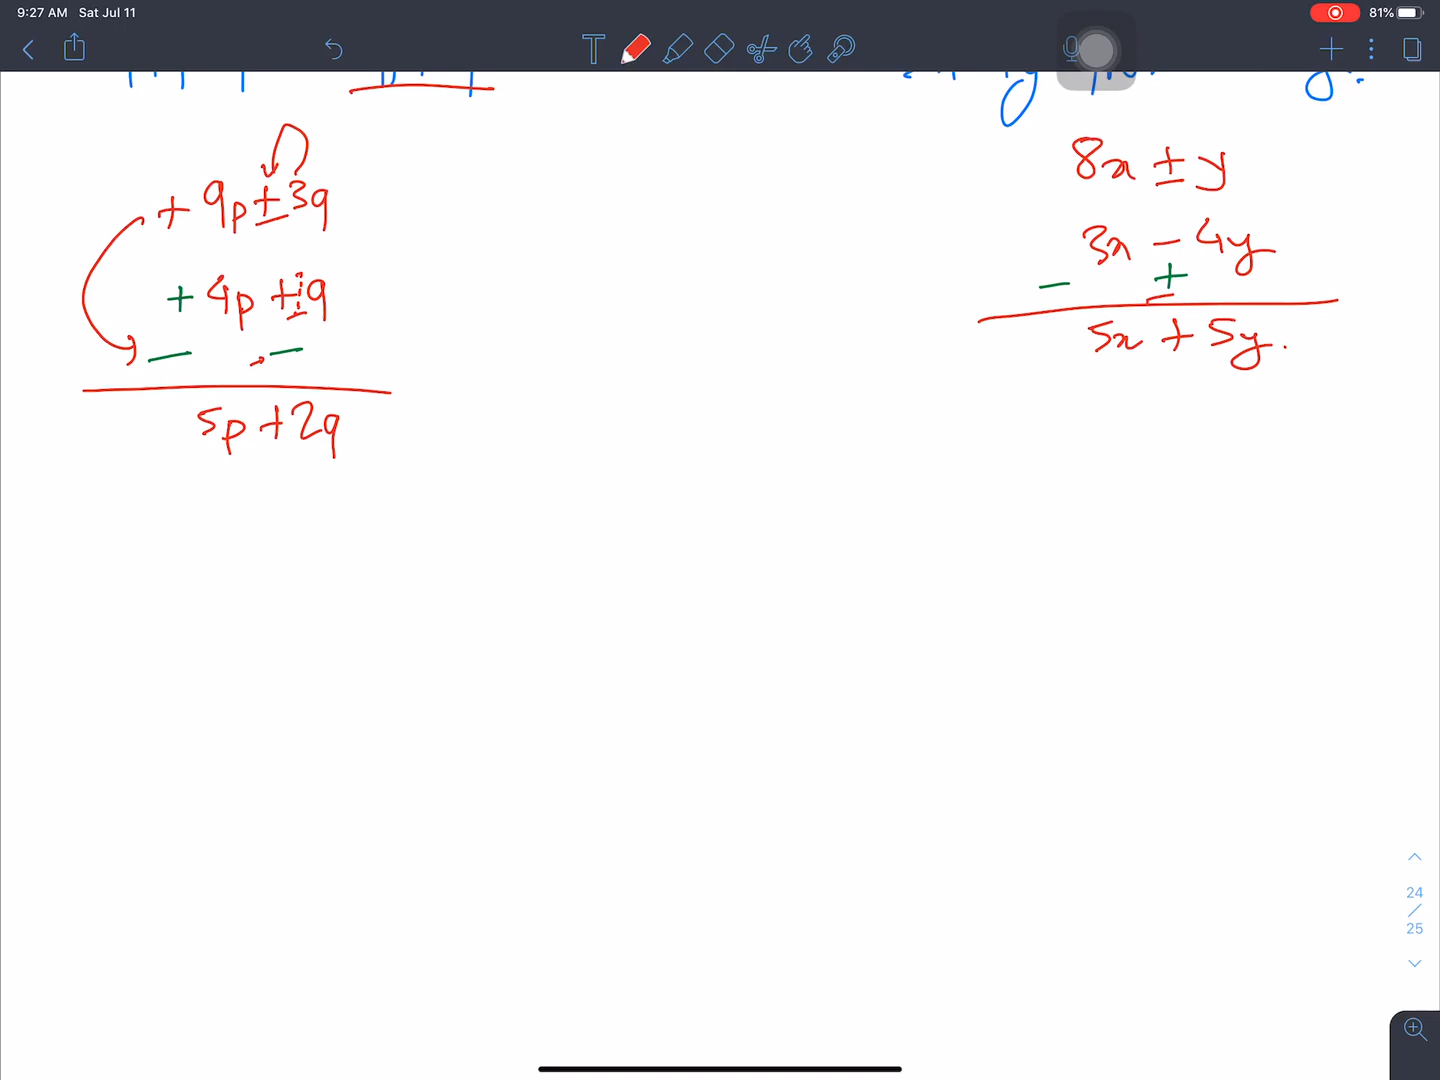 9:27 AM Sat Jul 11
81%
T
+ 9p ± 3q
+ 4p + q
− −
5p + 2q
8x ± y
3x − 4y
− +
5x + 5y.
24
/
25